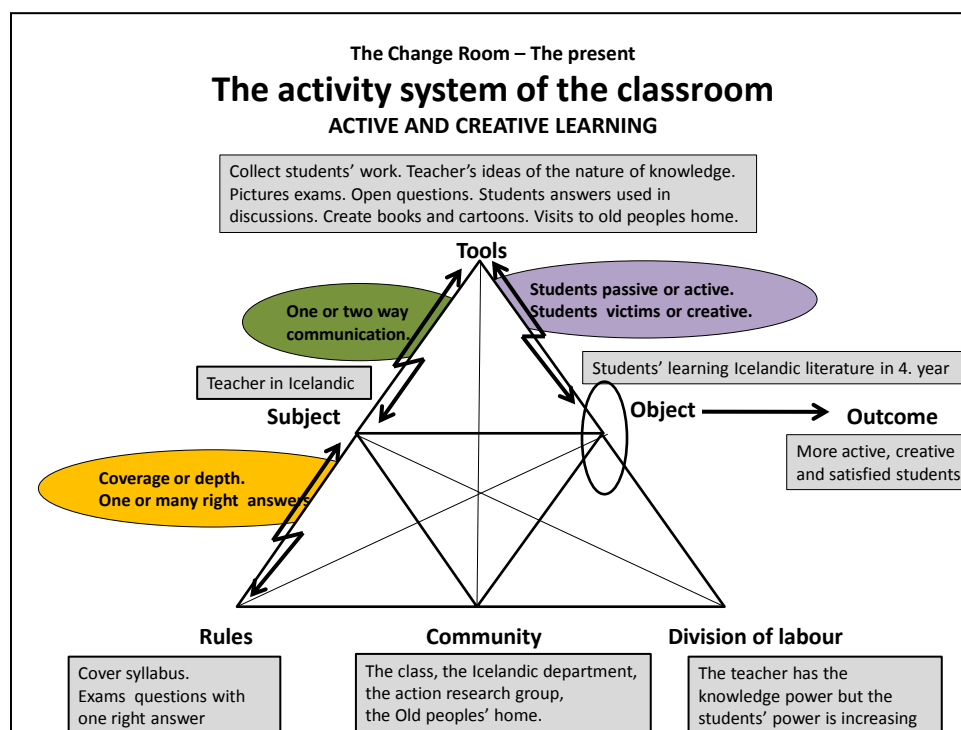 The Change Room – The present
The activity system of the classroom
ACTIVE AND CREATIVE LEARNING
Collect students’ work. Teacher’s ideas of the nature of knowledge.
Pictures exams. Open questions. Students answers used in
discussions. Create books and cartoons. Visits to old peoples home.
Tools
One or two way
communication.
Students passive or active.
Students victims or creative.
Teacher in Icelandic
Subject
Students’ learning Icelandic literature in 4. year
Object
Outcome
More active, creative
and satisfied students
Coverage or depth.
One or many right answers
Rules
Cover syllabus.
Exams questions with
one right answer
Community
The class, the Icelandic department,
the action research group,
the Old peoples’ home.
Division of labour
The teacher has the
knowledge power but the
students’ power is increasing